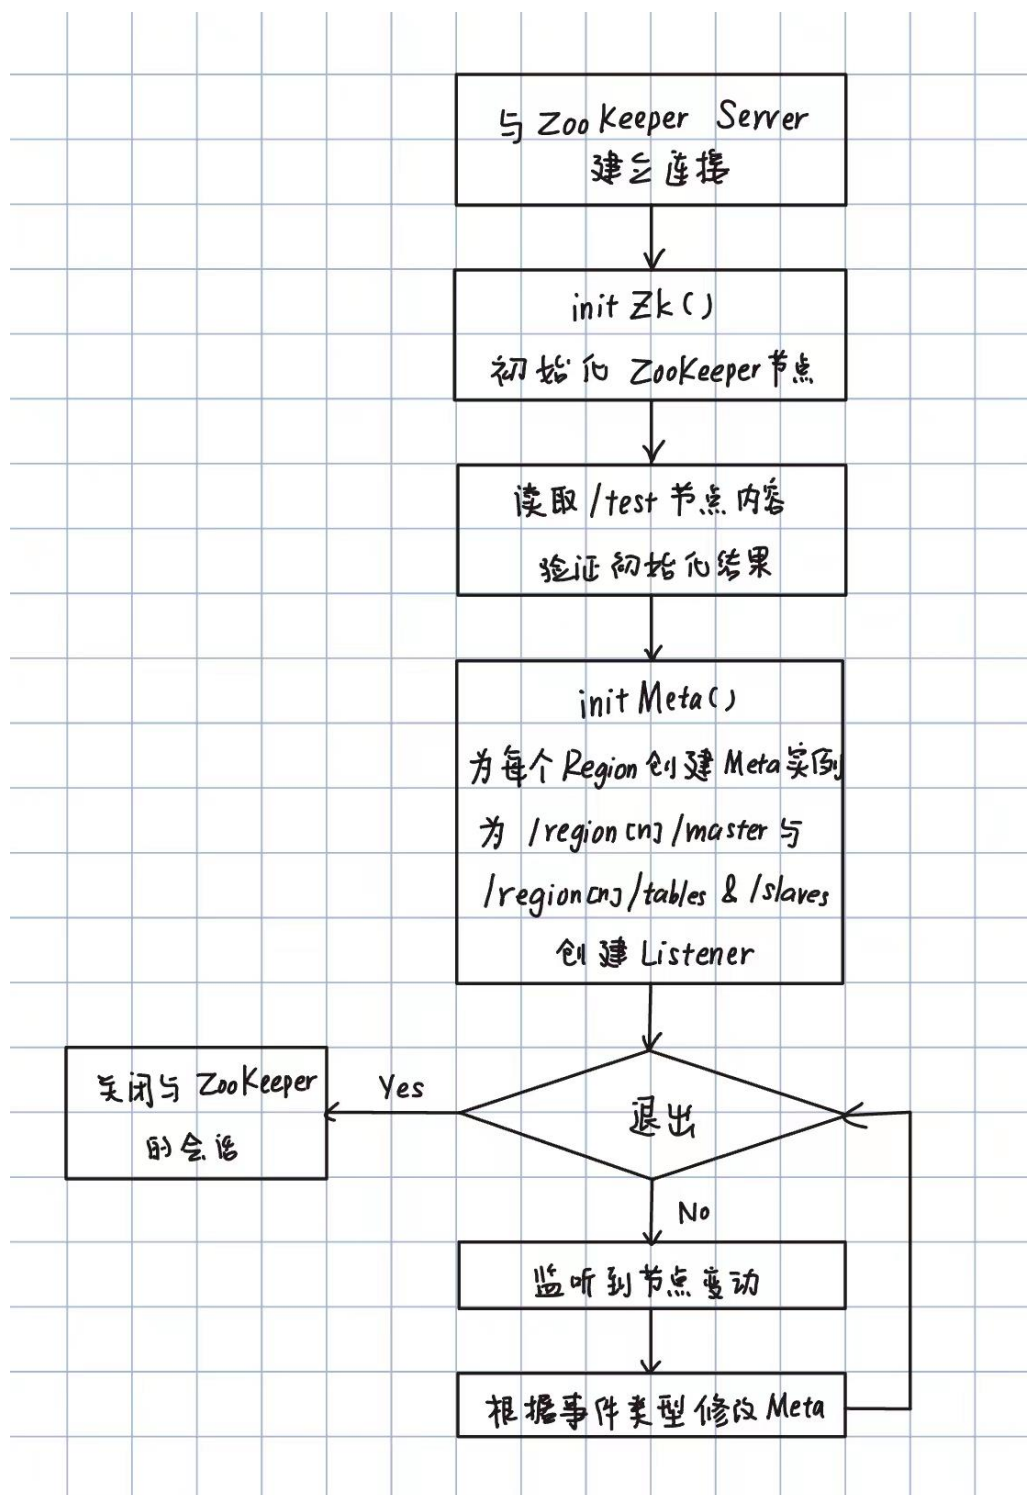 与 ZooKeeper Server
建立连接
init Zk()
初始化 ZooKeeper节点
读取 /test 节点内容
验证初始化结果
init Meta()
为每个 Region 创建 Meta 实例
为 /region[n]/master 与
/region[n]/tables & /slaves
创建 Listener
退出
Yes
关闭与 ZooKeeper
的会话
No
监听到节点变动
根据事件类型修改 Meta